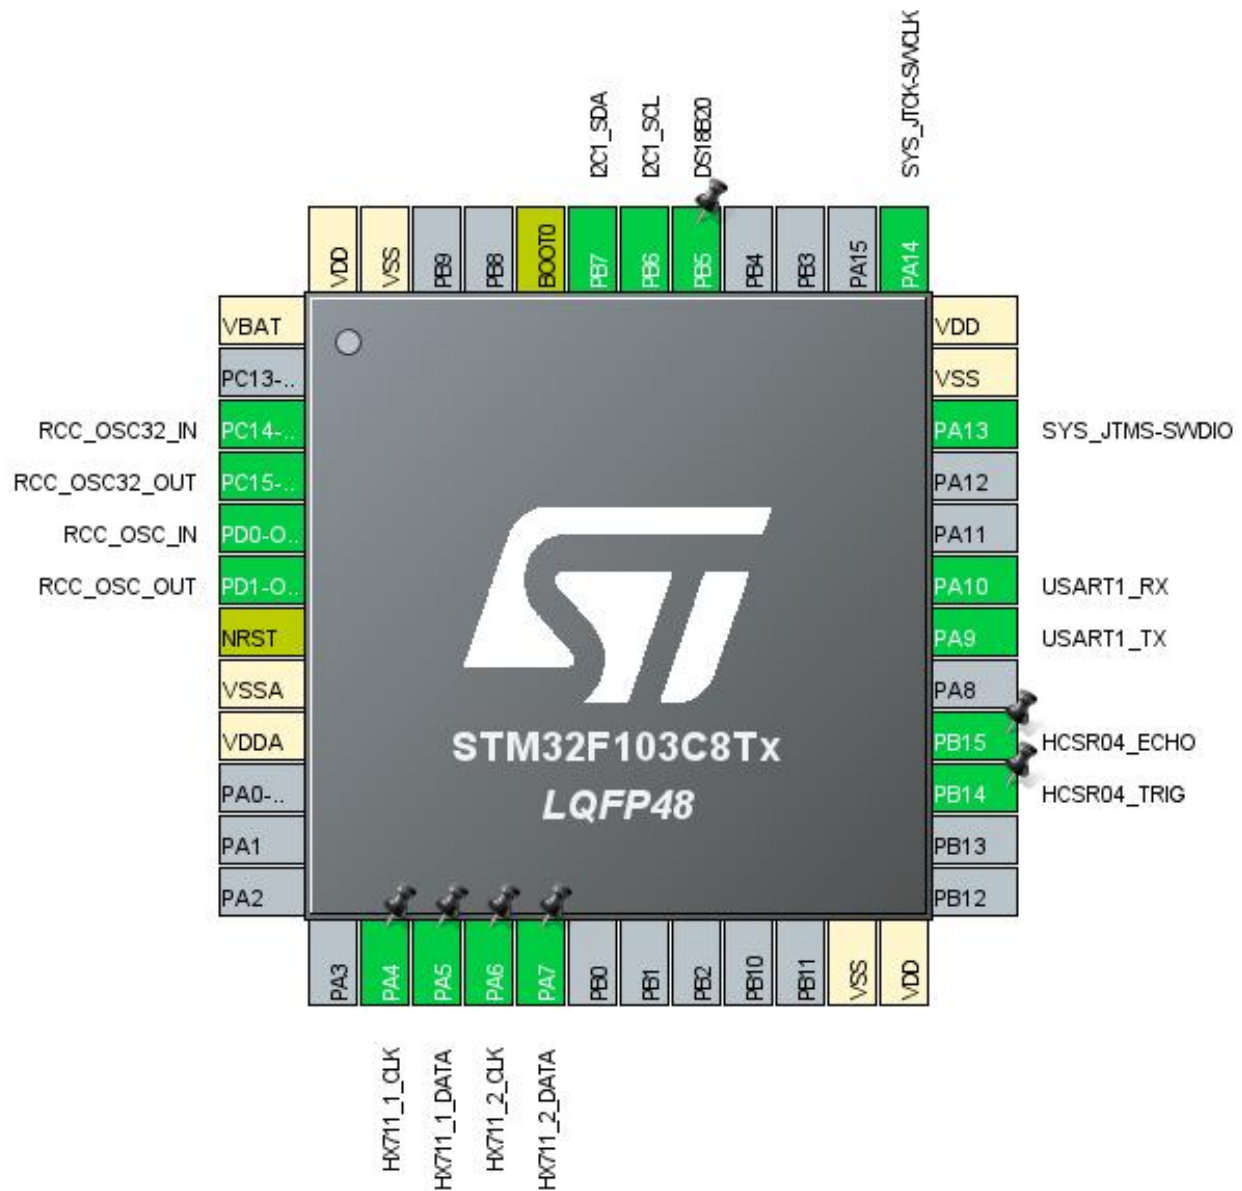 SYS_JTCK-SWCLK
I2C1_SDA
I2C1_SCL
DS18B20
VDD
VSS
PB9
PB8
BOOT0
PB7
PB6
PB5
PB4
PB3
PA15
PA14
VBAT
PC13-..
RCC_OSC32_IN PC14-..
RCC_OSC32_OUT PC15-..
RCC_OSC_IN PD0-O..
RCC_OSC_OUT PD1-O..
NRST
VSSA
VDDA
PA0-..
PA1
PA2
VDD
VSS
PA13 SYS_JTMS-SWDIO
PA12
PA11
PA10 USART1_RX
PA9 USART1_TX
PA8
PB15 HCSR04_ECHO
PB14 HCSR04_TRIG
PB13
PB12
ST
STM32F103C8Tx
LQFP48
PA3
PA4
PA5
PA6
PA7
PB0
PB1
PB2
PB10
PB11
VSS
VDD
HX711_1_CLK
HX711_1_DATA
HX711_2_CLK
HX711_2_DATA